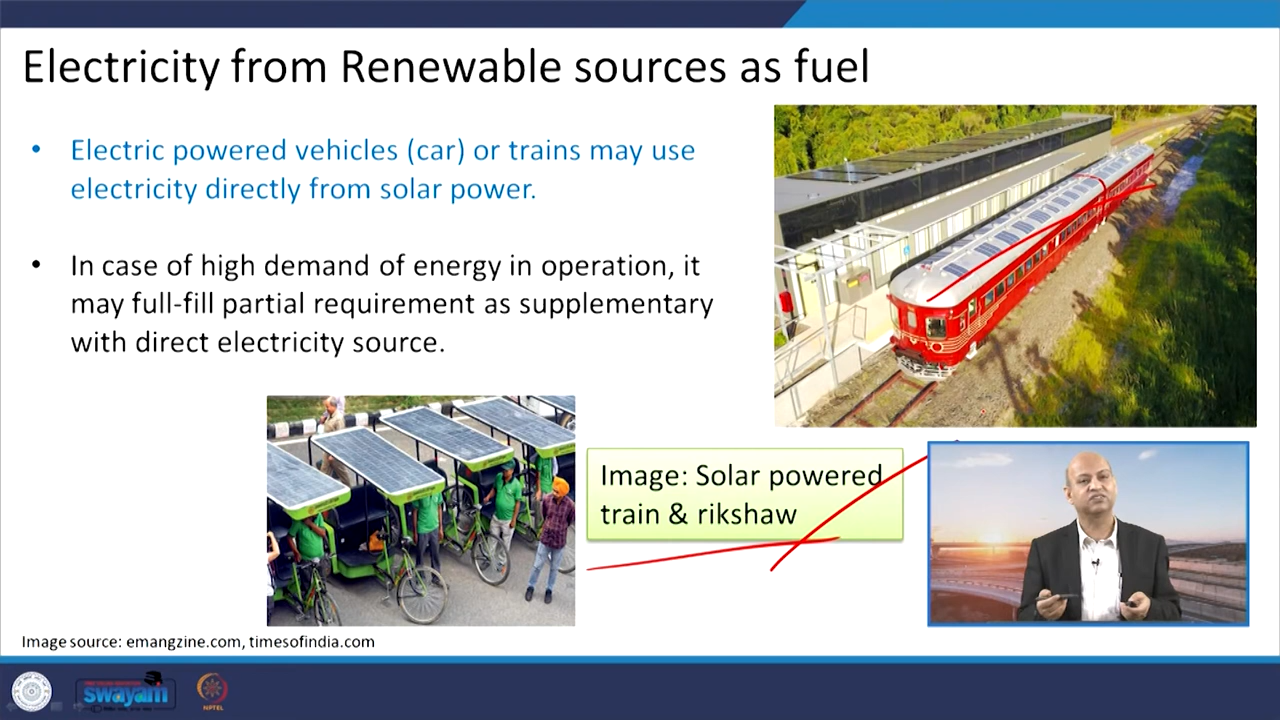 Electricity from Renewable sources as fuel
• Electric powered vehicles (car) or trains may use
electricity directly from solar power.
• In case of high demand of energy in operation, it
may full-fill partial requirement as supplementary
with direct electricity source.
Image: Solar powered
train & rikshaw
Image source: emangzine.com, timesofindia.com
swayam
NPTEL